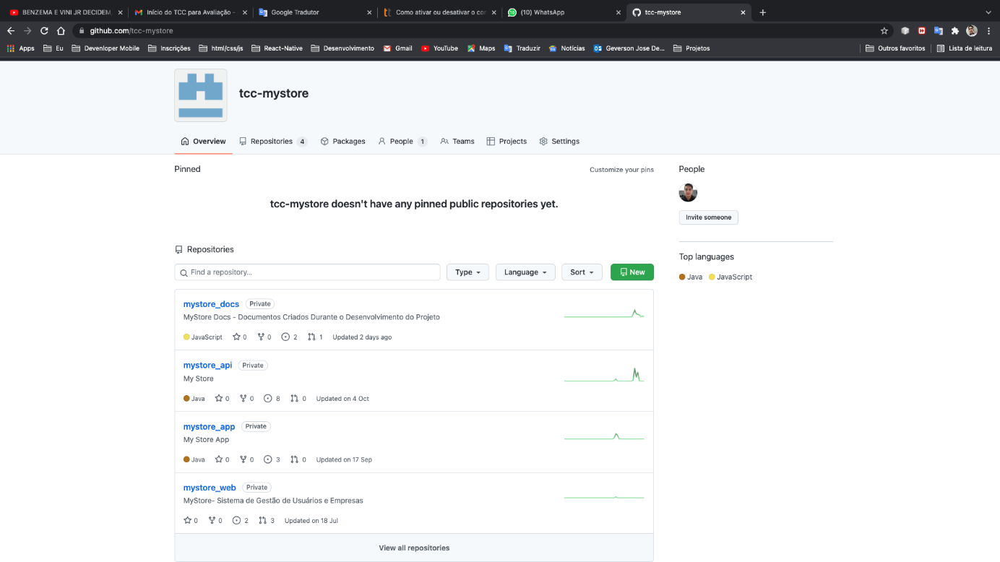 BENZEMA E VINI JR DECIDEM,
Início do TCC para Avaliação -
Google Tradutor
Como ativar ou desativar o cor
(10) WhatsApp
tcc-mystore
github.com/tcc-mystore
Apps
Eu
Devenloper Mobile
Inscrições
html/css/js
React-Native
Desenvolvimento
Gmail
YouTube
Maps
Traduzir
Notícias
Geverson Jose De...
Projetos
Outros favoritos
Lista de leitura
tcc-mystore
Overview
Repositories 4
Packages
People 1
Teams
Projects
Settings
Pinned
Customize your pins
tcc-mystore doesn't have any pinned public repositories yet.
People
Invite someone
Top languages
Java JavaScript
Repositories
Find a repository...
Type
Language
Sort
New
mystore_docs Private
MyStore Docs - Documentos Criados Durante o Desenvolvimento do Projeto
JavaScript 0 0 2 1 Updated 2 days ago
mystore_api Private
My Store
Java 0 0 8 0 Updated on 4 Oct
mystore_app Private
My Store App
Java 0 0 3 0 Updated on 17 Sep
mystore_web Private
MyStore- Sistema de Gestão de Usuários e Empresas
0 0 2 3 Updated on 18 Jul
View all repositories